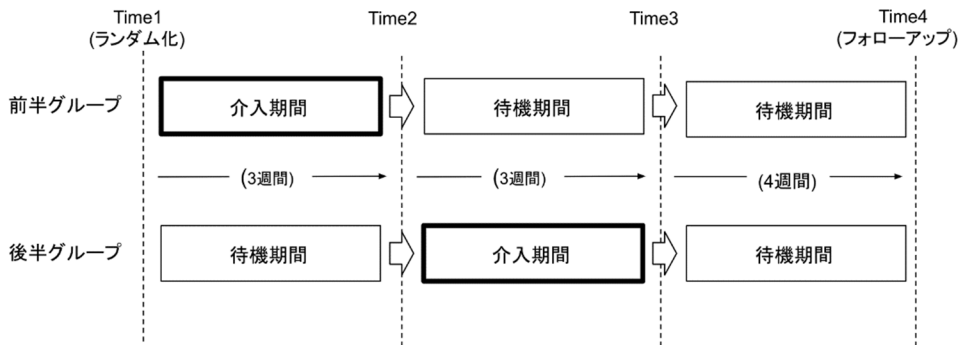 Time1
(ランダム化)
Time2
Time3
Time4
(フォローアップ)
前半グループ
介入期間
待機期間
待機期間
(3週間)
(3週間)
(4週間)
後半グループ
待機期間
介入期間
待機期間